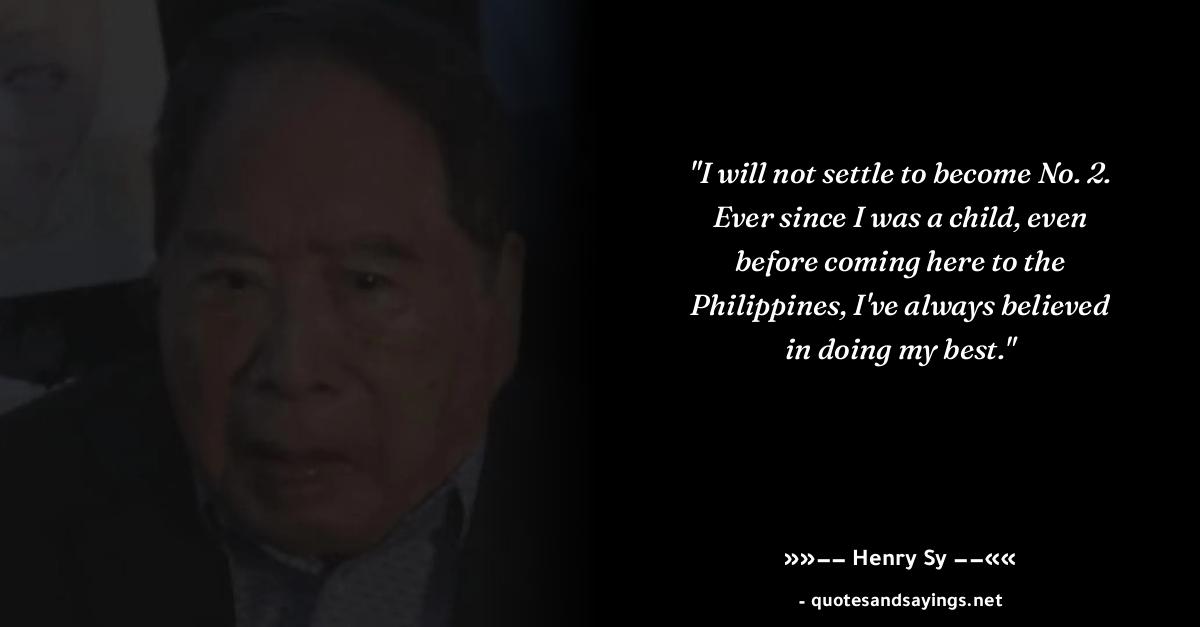 "I will not settle to become No. 2.
Ever since I was a child, even
before coming here to the
Philippines, I've always believed
in doing my best."
»»–– Henry Sy ––««
- quotesandsayings.net